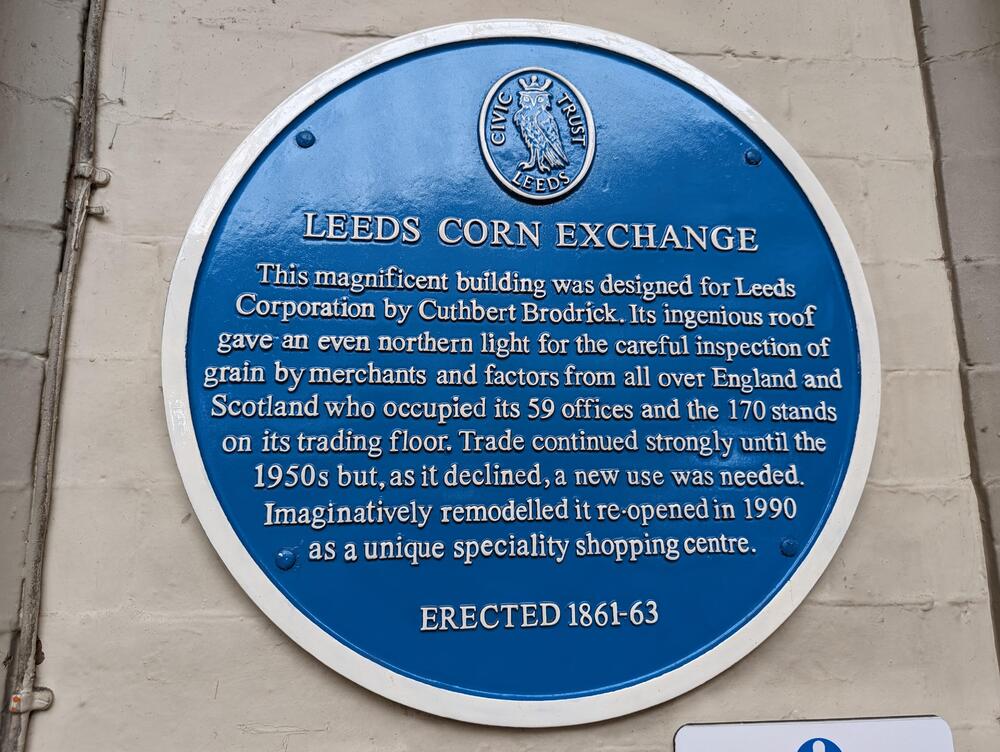 CIVIC TRUST
LEEDS
LEEDS CORN EXCHANGE
This magnificent building was designed for Leeds
Corporation by Cuthbert Brodrick. Its ingenious roof
gave an even northern light for the careful inspection of
grain by merchants and factors from all over England and
Scotland who occupied its 59 offices and the 170 stands
on its trading floor. Trade continued strongly until the
1950s but, as it declined, a new use was needed.
Imaginatively remodelled it re-opened in 1990
as a unique speciality shopping centre.
ERECTED 1861-63